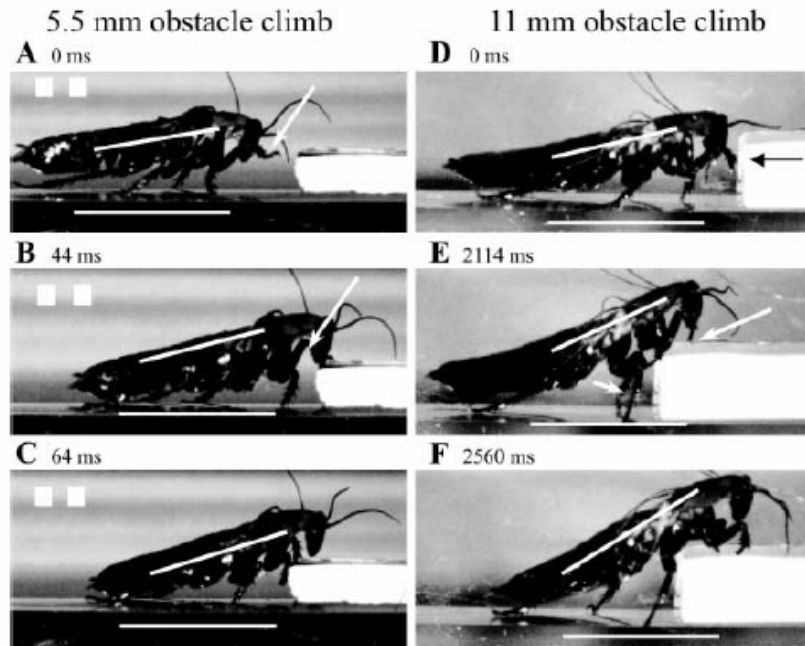 5.5 mm obstacle climb
11 mm obstacle climb
A 0 ms
D 0 ms
B 44 ms
E 2114 ms
C 64 ms
F 2560 ms